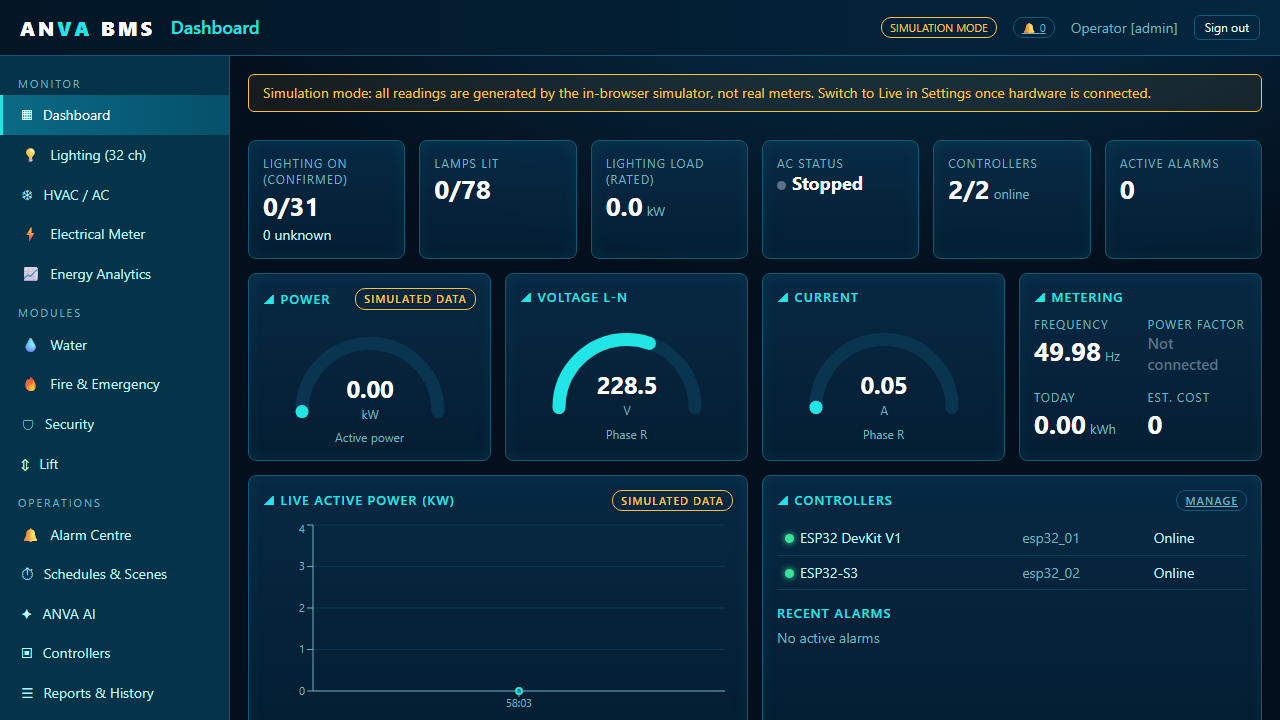 ANVA BMS Dashboard
SIMULATION MODE
0
Operator [admin]
Sign out
MONITOR
Dashboard
Lighting (32 ch)
HVAC / AC
Electrical Meter
Energy Analytics
MODULES
Water
Fire & Emergency
Security
Lift
OPERATIONS
Alarm Centre
Schedules & Scenes
ANVA AI
Controllers
Reports & History
Simulation mode: all readings are generated by the in-browser simulator, not real meters. Switch to Live in Settings once hardware is connected.
LIGHTING ON
(CONFIRMED)
0/31
0 unknown
LAMPS LIT
0/78
LIGHTING LOAD
(RATED)
0.0 kW
AC STATUS
Stopped
CONTROLLERS
2/2 online
ACTIVE ALARMS
0
POWER
SIMULATED DATA
0.00
kW
Active power
VOLTAGE L-N
228.5
V
Phase R
CURRENT
0.05
A
Phase R
METERING
FREQUENCY
49.98 Hz
POWER FACTOR
Not
connected
TODAY
0.00 kWh
EST. COST
0
LIVE ACTIVE POWER (KW)
SIMULATED DATA
4
3
2
1
0
58:03
CONTROLLERS
MANAGE
ESP32 DevKit V1 esp32_01 Online
ESP32-S3 esp32_02 Online
RECENT ALARMS
No active alarms